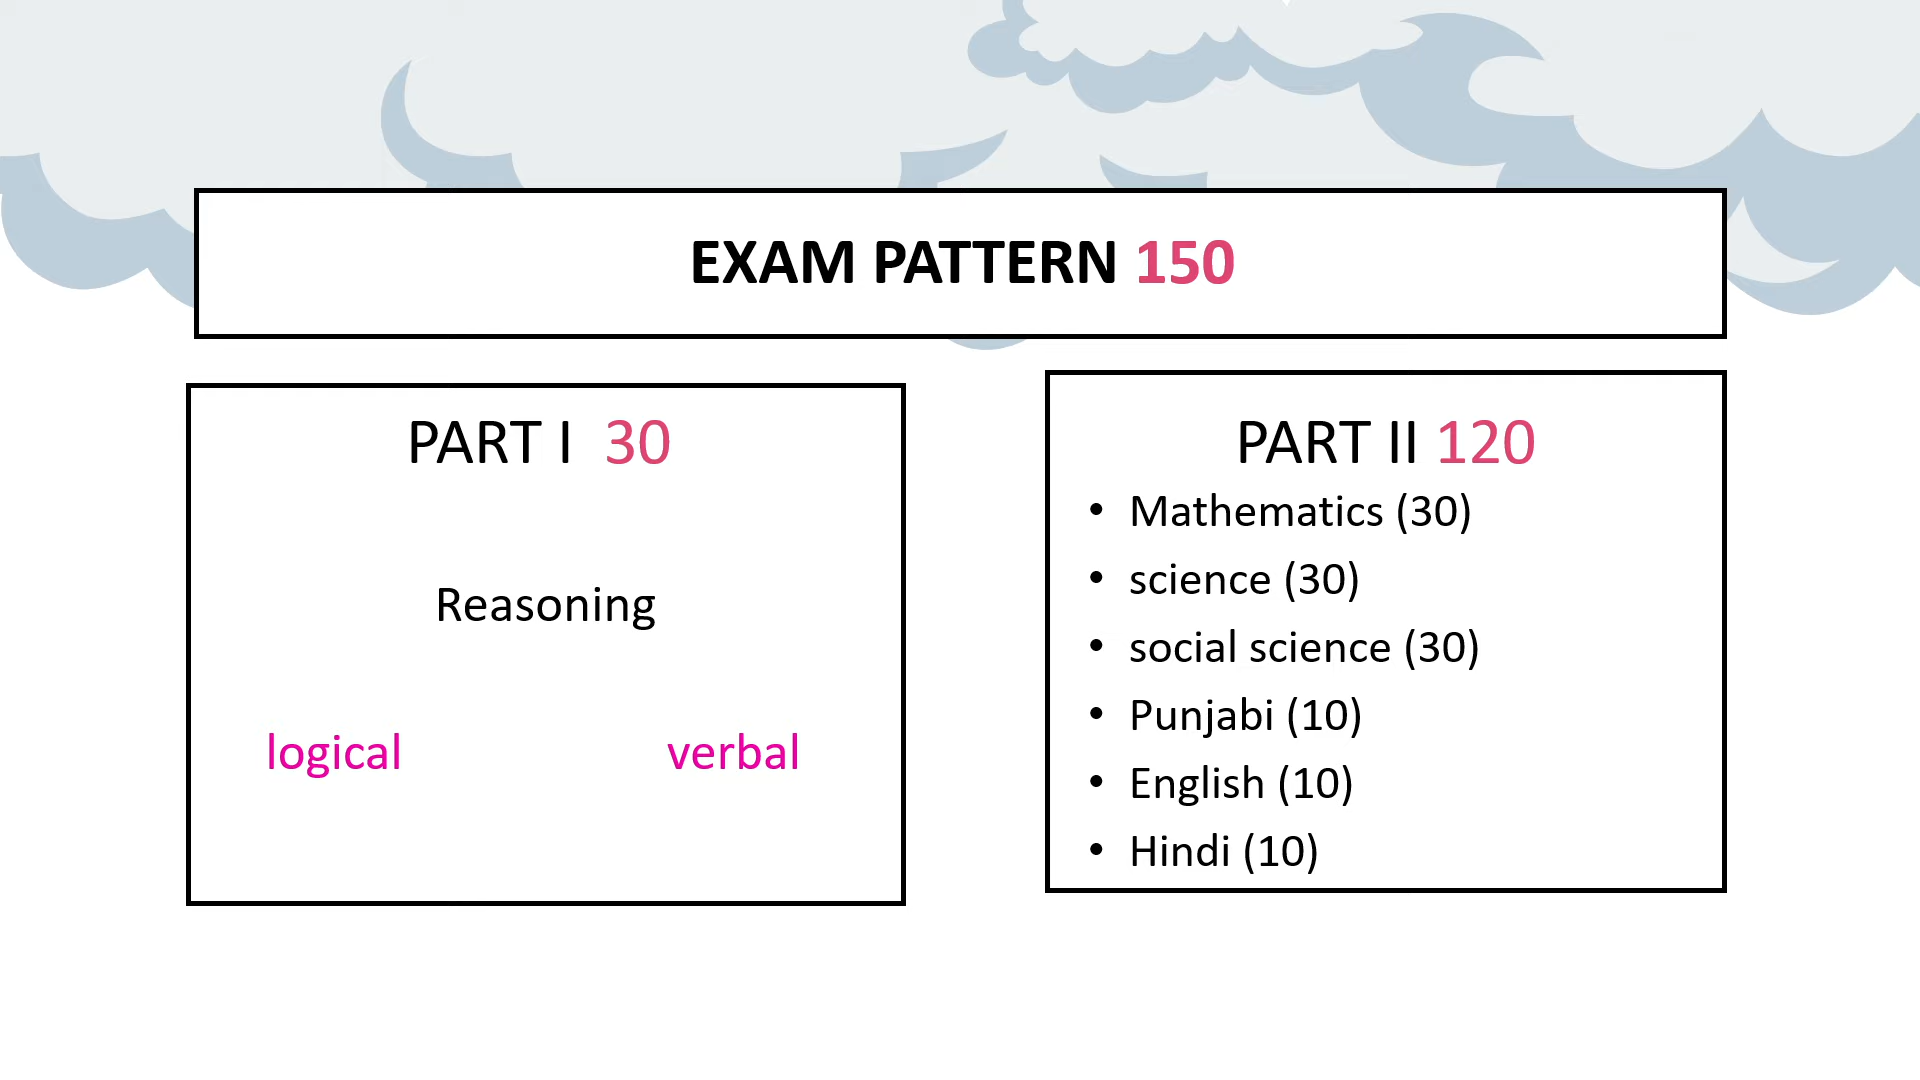 EXAM PATTERN 150
PART I 30
Reasoning
logical verbal
PART II 120
• Mathematics (30)
• science (30)
• social science (30)
• Punjabi (10)
• English (10)
• Hindi (10)